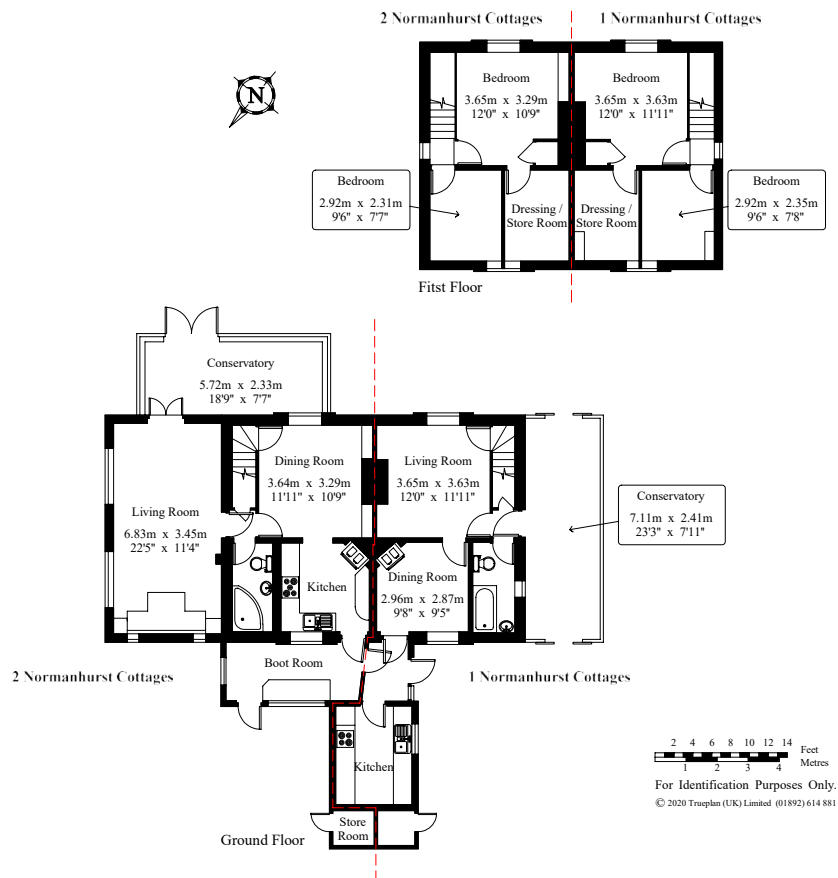 2 Normanhurst Cottages
1 Normanhurst Cottages
N
Bedroom
3.65m x 3.29m
12'0" x 10'9"
Bedroom
3.65m x 3.63m
12'0" x 11'11"
Bedroom
2.92m x 2.31m
9'6" x 7'7"
Dressing /
Store Room
Dressing /
Store Room
Bedroom
2.92m x 2.35m
9'6" x 7'8"
Fitst Floor
Conservatory
5.72m x 2.33m
18'9" x 7'7"
Dining Room
3.64m x 3.29m
11'11" x 10'9"
Living Room
3.65m x 3.63m
12'0" x 11'11"
Living Room
6.83m x 3.45m
22'5" x 11'4"
Conservatory
7.11m x 2.41m
23'3" x 7'11"
Kitchen
Dining Room
2.96m x 2.87m
9'8" x 9'5"
Boot Room
2 Normanhurst Cottages
1 Normanhurst Cottages
Kitchen
Store
Room
Ground Floor
2 4 6 8 10 12 14 Feet
1 2 3 4 Metres
For Identification Purposes Only.
© 2020 Trueplan (UK) Limited (01892) 614 881